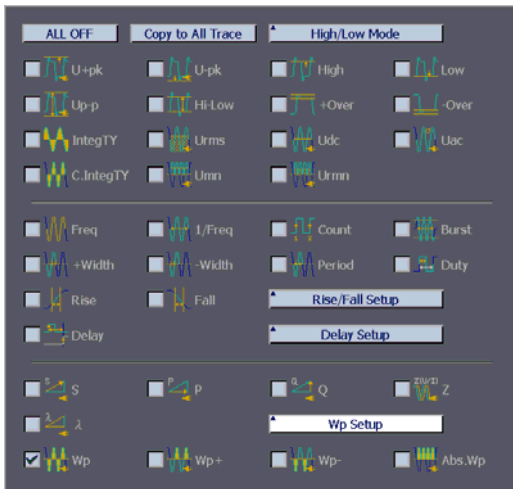 ALL OFF Copy to All Trace High/Low Mode
U+pk U-pk High Low
Up-p Hi-Low +Over -Over
IntegTY Urms Udc Uac
C.IntegTY Umn Urmn
Freq 1/Freq Count Burst
+Width -Width Period Duty
Rise Fall Rise/Fall Setup
Delay Delay Setup
S S P P Q Q Z(U/I) Z
λ λ Wp Setup
Wp Wp+ Wp- Abs.Wp